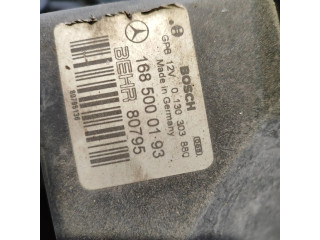 BOSCH
GPB 12V 0 130 303 880
Made in Germany
168 500 01 93
BEHR 80795